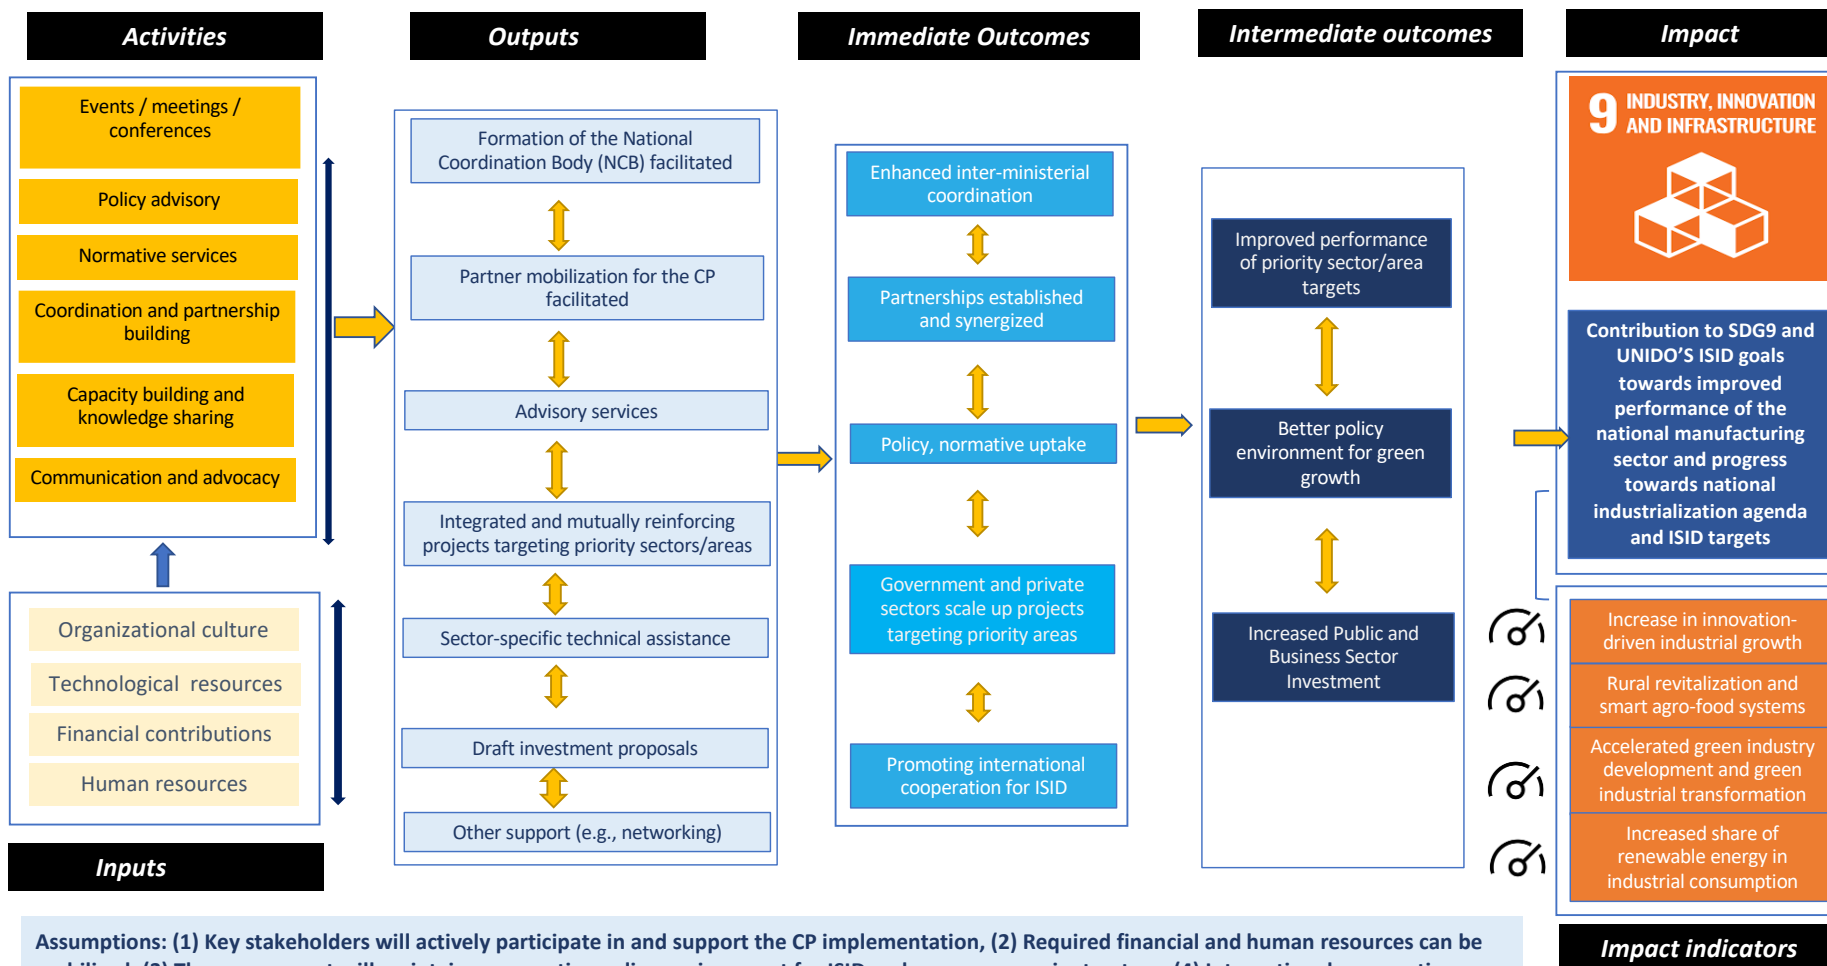 Activities
Events / meetings /
conferences
Policy advisory
Normative services
Coordination and partnership
building
Capacity building and
knowledge sharing
Communication and advocacy
Organizational culture
Technological resources
Financial contributions
Human resources
Inputs
Outputs
Formation of the National
Coordination Body (NCB) facilitated
Partner mobilization for the CP
facilitated
Advisory services
Integrated and mutually reinforcing
projects targeting priority sectors/areas
Sector-specific technical assistance
Draft investment proposals
Other support (e.g., networking)
Immediate Outcomes
Enhanced inter-ministerial
coordination
Partnerships established
and synergized
Policy, normative uptake
Government and private
sectors scale up projects
targeting priority areas
Promoting international
cooperation for ISID
Intermediate outcomes
Improved performance
of priority sector/area
targets
Better policy
environment for green
growth
Increased Public and
Business Sector
Investment
Impact
9 INDUSTRY, INNOVATION
AND INFRASTRUCTURE
Contribution to SDG9 and
UNIDO'S ISID goals
towards improved
performance of the
national manufacturing
sector and progress
towards national
industrialization agenda
and ISID targets
Increase in innovation-
driven industrial growth
Rural revitalization and
smart agro-food systems
Accelerated green industry
development and green
industrial transformation
Increased share of
renewable energy in
industrial consumption
Impact indicators
Assumptions: (1) Key stakeholders will actively participate in and support the CP implementation, (2) Required financial and human resources can be